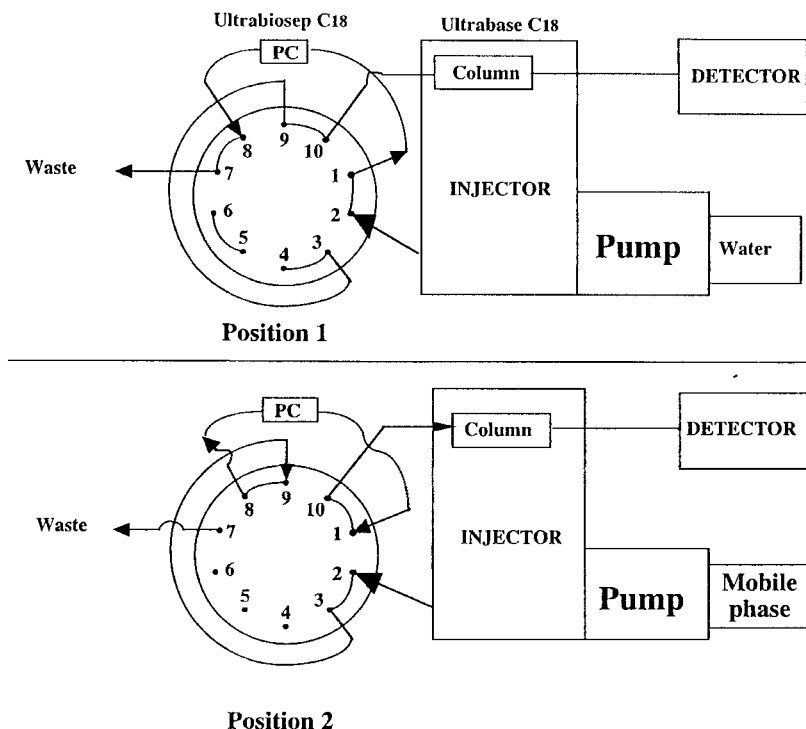 Ultrabiosep C18
Ultrabase C18
PC
Column
DETECTOR
9
8
10
Waste
7
1
INJECTOR
6
2
5
4
3
Pump
Water
Position 1
PC
Column
DETECTOR
9
8
10
Waste
7
1
INJECTOR
6
2
5
3
4
Pump
Mobile
phase
Position 2